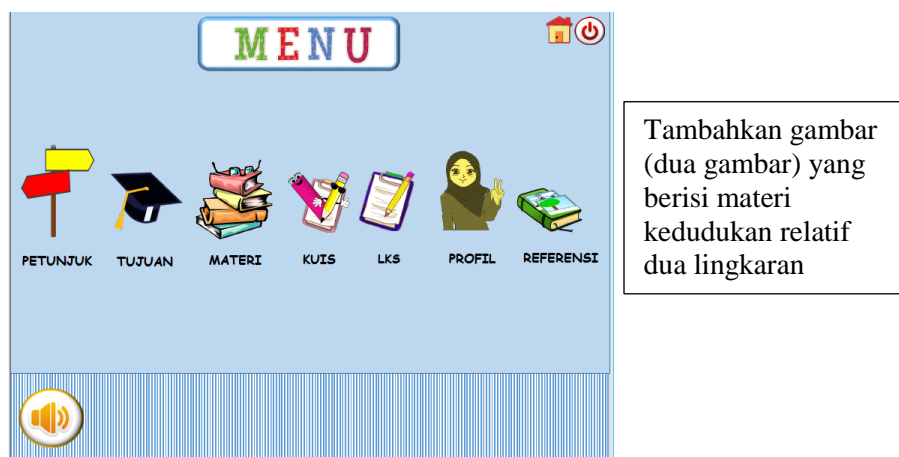 MENU
PETUNJUK TUJUAN MATERI KUIS LKS PROFIL REFERENSI
Tambahkan gambar
(dua gambar) yang
berisi materi
kedudukan relatif
dua lingkaran